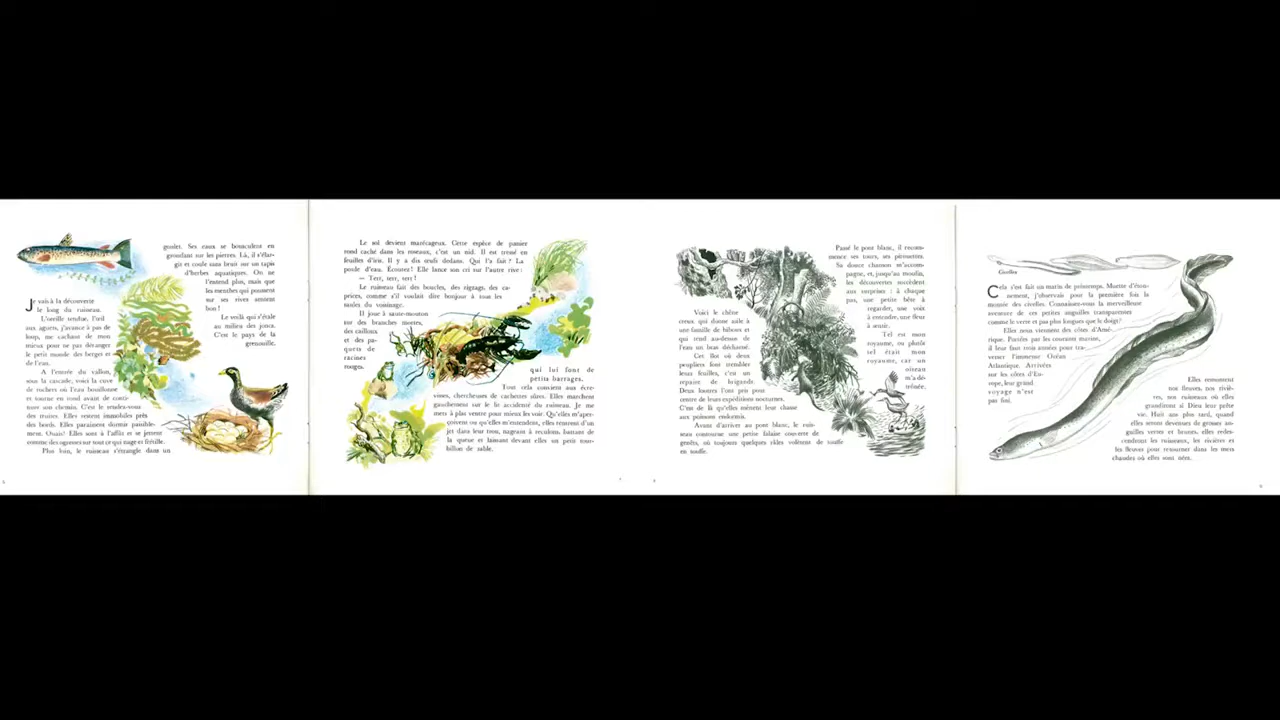 Je vais à la découverte
le long du ruisseau.
L'oreille tendue, l'œil
aux aguets, j'avance à pas de
loup, me cachant de mon
mieux pour ne pas déranger
le petit monde des berges et
de l'eau.
A l'entrée du vallon,
sous la cascade, voici la cuve
de rochers où l'eau bouillonne
et tourne en rond avant de conti-
nuer son chemin. C'est le rendez-vous
des truites. Elles restent immobiles près
des bords. Elles paraissent dormir paisible-
ment. Ouais! Elles sont à l'affût et se jettent
comme des ogresses sur tout ce qui nage et frétille.
Plus loin, le ruisseau s'étrangle dans un
goulet. Ses eaux se bousculent en
grondant sur les pierres. Là, il s'élar-
git et coule sans bruit sur un tapis
d'herbes aquatiques. On ne
l'entend plus, mais que
les menthes qui poussent
sur ses rives sentent
bon !
Le voilà qui s'étale
au milieu des joncs.
C'est le pays de la
grenouille.
Le sol devient marécageux. Cette espèce de panier
rond caché dans les roseaux, c'est un nid. Il est tressé en
feuilles d'iris. Il y a dix œufs dedans. Qui l'a fait ? La
poule d'eau. Écoutez! Elle lance son cri sur l'autre rive :
— Terr, terr, terr !
Le ruisseau fait des boucles, des zigzags, des ca-
prices, comme s'il voulait dire bonjour à tous les
saules du voisinage.
Il joue à saute-mouton
sur des branches mortes,
des cailloux
et des pa-
quets de
racines
rouges,
qui lui font de
petits barrages.
Tout cela convient aux écre-
visses, chercheuses de cachettes sûres. Elles marchent
gauchement sur le lit accidenté du ruisseau. Je me
mets à plat ventre pour mieux les voir. Qu'elles m'aper-
çoivent ou qu'elles m'entendent, elles rentrent d'un
jet dans leur trou, nageant à reculons, battant de
la queue et laissant devant elles un petit tour-
billon de sable.
Voici le chêne
creux qui donne asile à
une famille de hiboux et
qui tend au-dessus de
l'eau un bras décharné.
Cet îlot où deux
peupliers font trembler
leurs feuilles, c'est un
repaire de brigands.
Deux loutres l'ont pris pour
centre de leurs expéditions nocturnes.
C'est de là qu'elles mènent leur chasse
aux poissons endormis.
Avant d'arriver au pont blanc, le ruis-
seau contourne une petite falaise couverte de
genêts, où toujours quelques ailes volètent de touffe
en touffe.
Passé le pont blanc, il recom-
mence ses tours, ses pirouettes.
Sa douce chanson m'accom-
pagne, et, jusqu'au moulin,
les découvertes succèdent
aux surprises : à chaque
pas, une petite bête à
regarder, une voix
à entendre, une fleur
à sentir.
Tel est mon
royaume, ou plutôt
tel était mon
royaume, car un
oiseau
m'a dé-
trônée.
Civelles
Cela s'est fait un matin de printemps. Munie d'étou-
nement, j'observais pour la première fois la
montée des civelles. Connaissez-vous la merveilleuse
aventure de ces petites anguilles transparentes
comme le verre et pas plus longues que le doigt?
Elles nous viennent des côtes d'Amé-
rique. Portées par les courants marins,
il leur faut trois années pour tra-
verser l'immense Océan
Atlantique. Arrivées
sur les côtes d'Eu-
rope, leur grand
voyage n'est
pas fini.
Elles remontent
nos fleuves, nos riviè-
res, nos ruisseaux où elles
grandiront si Dieu leur prête
vie. Huit ans plus tard, quand
elles seront devenues de grosses an-
guilles vertes et brunes, elles redes-
cendront les ruisseaux, les rivières et
les fleuves pour retourner dans les mers
chaudes où elles sont nées.